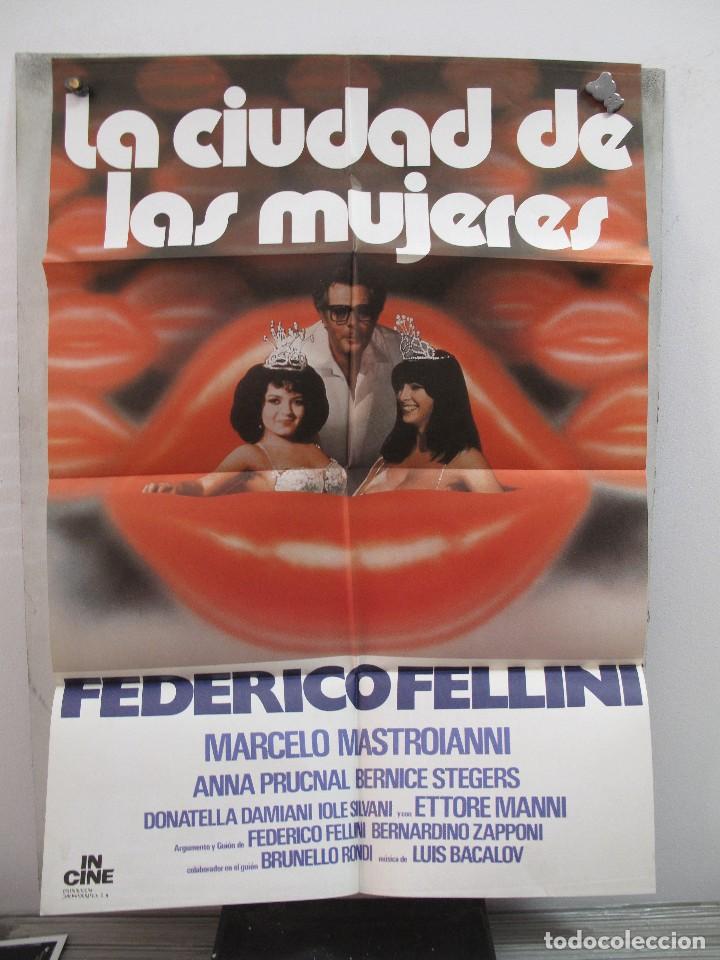 La ciudad de
las mujeres
FEDERICO FELLINI
MARCELO MASTROIANNI
ANNA PRUCNAL BERNICE STEGERS
DONATELLA DAMIANI IOLE SILVANI y con ETTORE MANNI
Argumento y Guión de FEDERICO FELLINI BERNARDINO ZAPPONI
colaborador en el guión BRUNELLO RONDI música de LUIS BACALOV
IN
CINE
todocoleccion.net